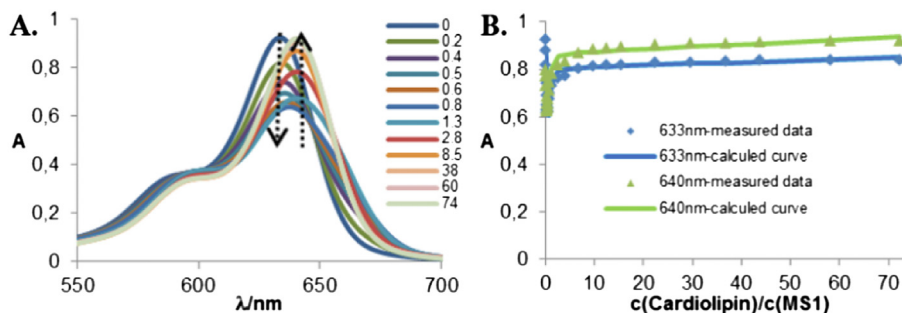 A.
1
0,8
0,6
A
0,4
0,2
0
550
600
650
700
λ/nm
0
0.2
0.4
0.5
0.6
0.8
1.3
2.8
8.5
38
60
74
B.
1
0,8
0,6
A
0,4
0,2
0
633nm-measured data
633nm-calculed curve
640nm-measured data
640nm-calculed curve
0 10 20 30 40 50 60 70
c(Cardiolipin)/c(MS1)